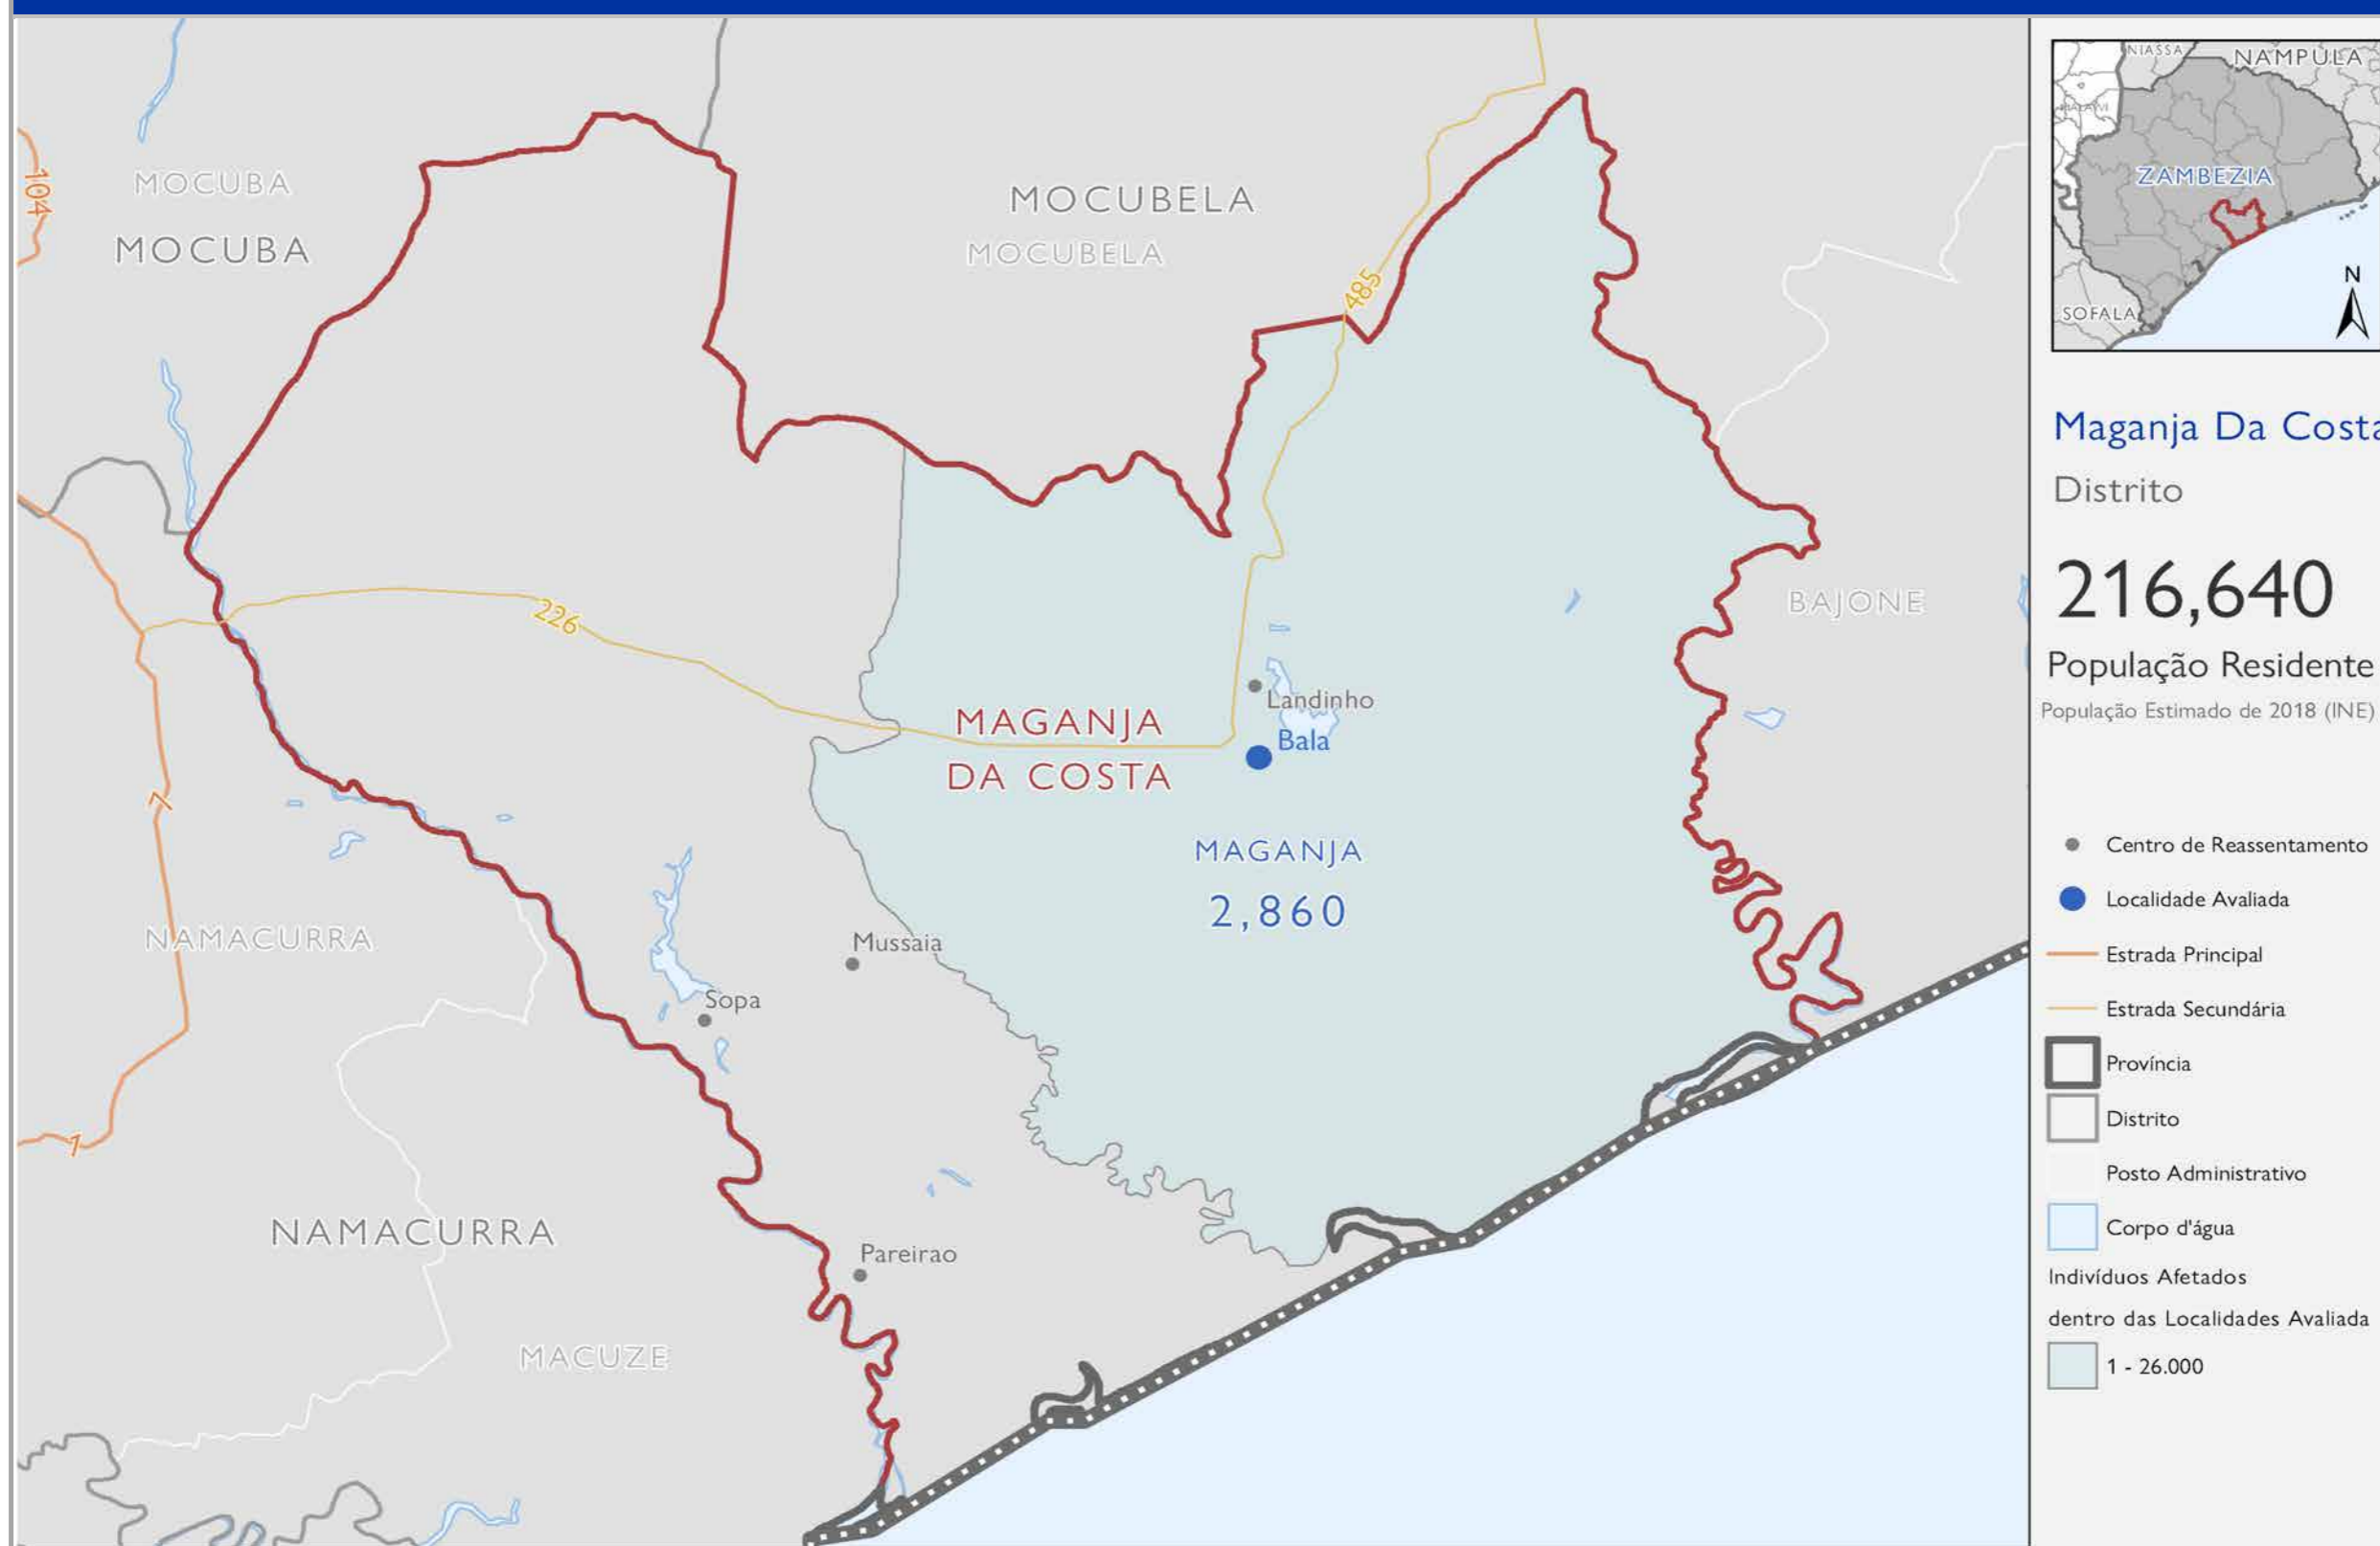 104
MOCUBA
MOCUBA
MOCUBELA
MOCUBELA
485
226
BAJONE
Landinho
Bala
MAGANJA
DA COSTA
MAGANJA
2,860
Mussaia
Sopa
7
NAMACURRA
1
NAMACURRA
Pareirao
MACUZE
NIASSA
NAMPULA
MALAWI
ZAMBEZIA
SOFALA
N
Maganja Da Costa
Distrito
216,640
População Residente
População Estimado de 2018 (INE)
Centro de Reassentamento
Localidade Avaliada
Estrada Principal
Estrada Secundária
Província
Distrito
Posto Administrativo
Corpo d'água
Indivíduos Afetados
dentro das Localidades Avaliada
1 - 26.000